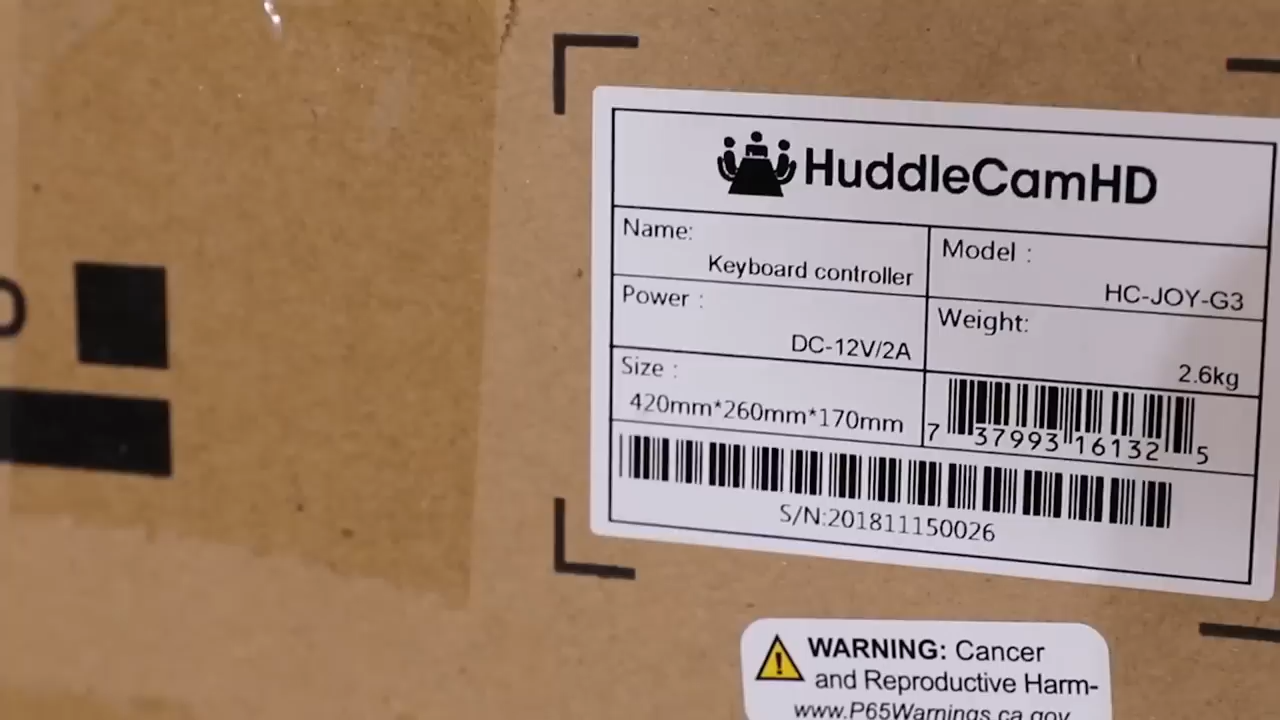 HuddleCamHD
Name:
Keyboard controller
Model :
HC-JOY-G3
Power :
DC-12V/2A
Weight:
2.6kg
Size :
420mm*260mm*170mm
7 37993 16132 5
S/N:201811150026
WARNING: Cancer
and Reproductive Harm-
www.P65Warnings.ca.gov